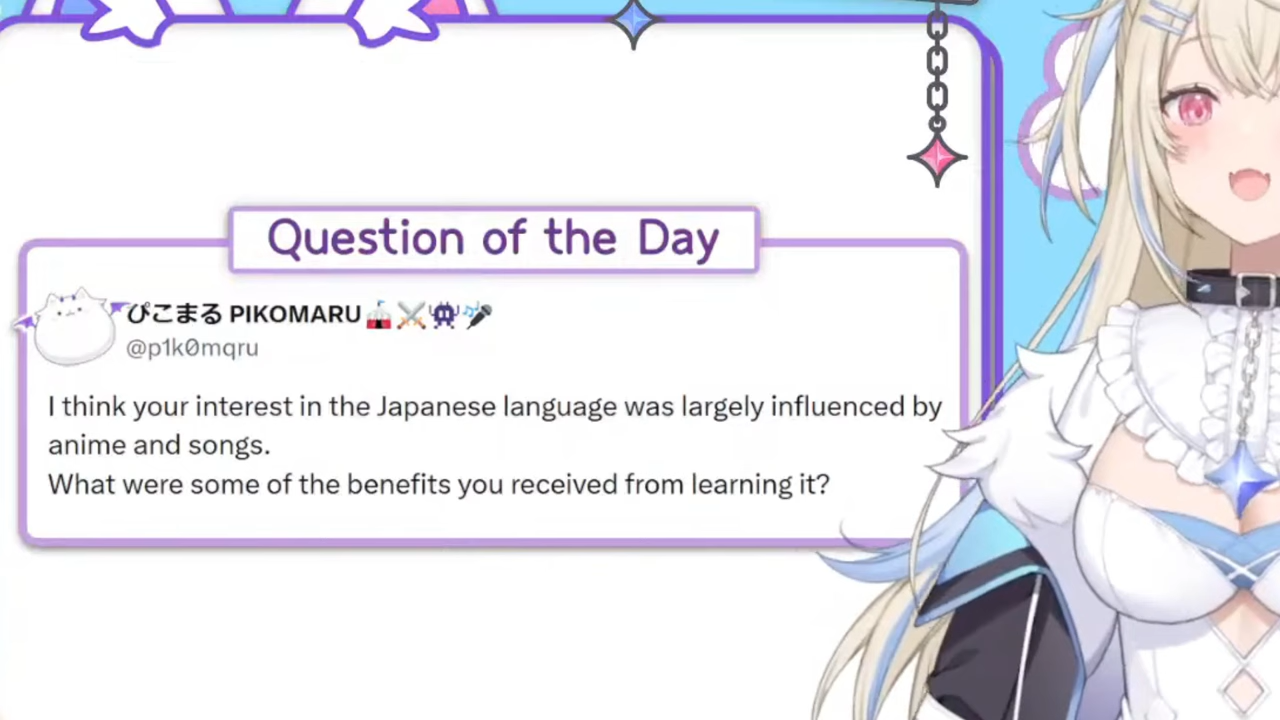 Question of the Day
ぴこまる PIKOMARU🎪⚔️👾🎤
@p1k0mqru
I think your interest in the Japanese language was largely influenced by
anime and songs.
What were some of the benefits you received from learning it?